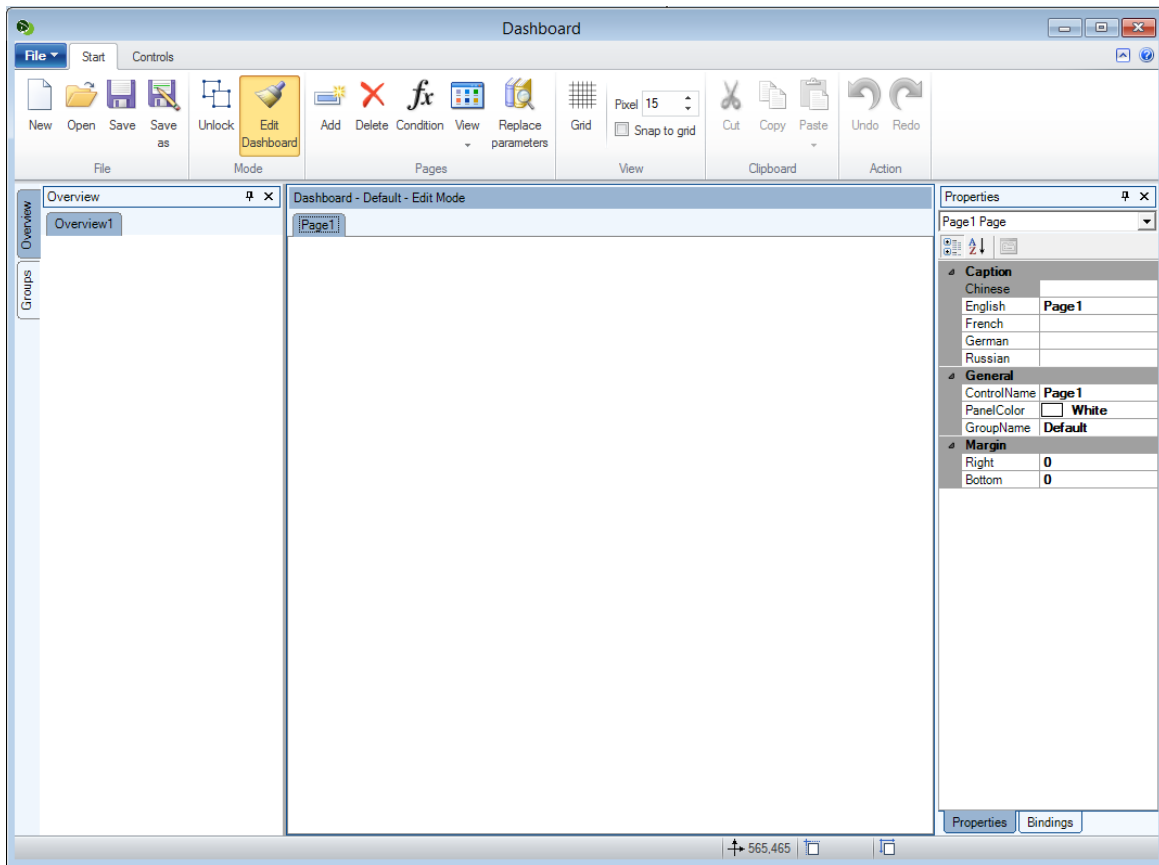 Dashboard
File Start Controls
New Open Save Save as Unlock Edit Dashboard Add Delete Condition View Replace parameters Grid Pixel 15 Snap to grid Cut Copy Paste Undo Redo
File Mode Pages View Clipboard Action
Overview
Groups
Overview
Overview1
Dashboard - Default - Edit Mode
Page1
Properties
Page1 Page
Caption
Chinese
English Page1
French
German
Russian
General
ControlName Page1
PanelColor White
GroupName Default
Margin
Right 0
Bottom 0
Properties Bindings
565,465